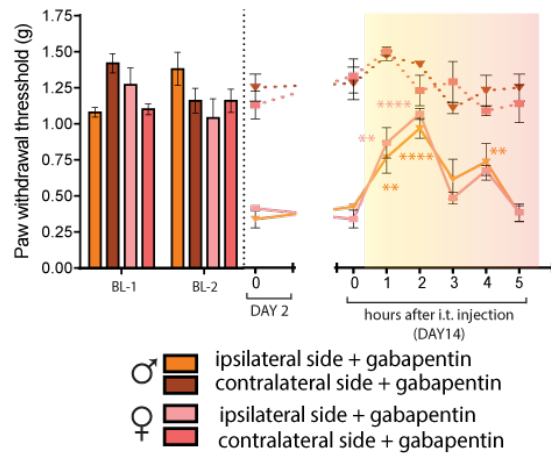 Paw withdrawal thresshold (g)
1.75
1.50
1.25
1.00
0.75
0.50
0.25
0.00
BL-1
BL-2
0
DAY 2
0 1 2 3 4 5
hours after i.t. injection
(DAY14)
**
****
**
****
**
♂ ipsilateral side + gabapentin
contralateral side + gabapentin
♀ ipsilateral side + gabapentin
contralateral side + gabapentin